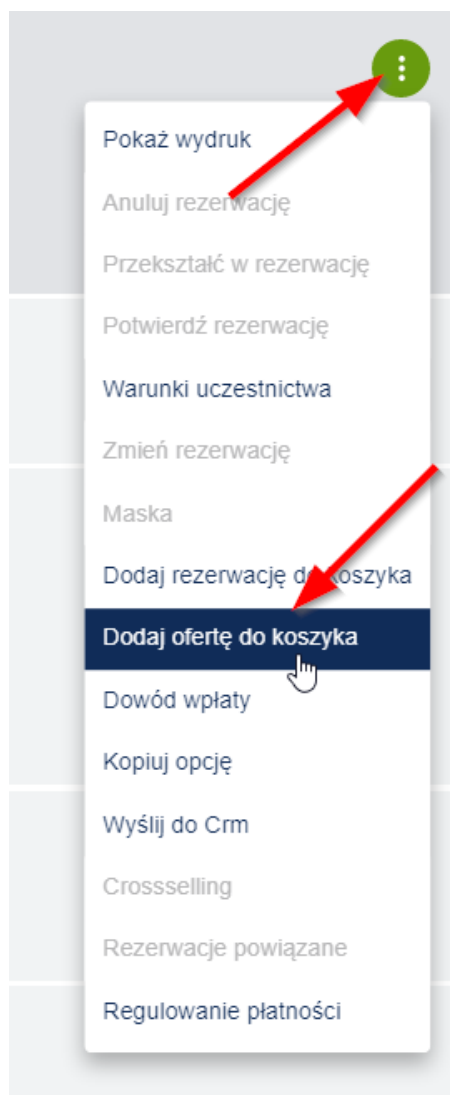 Pokaż wydruk
Anuluj rezerwację
Przekształć w rezerwację
Potwierdź rezerwację
Warunki uczestnictwa
Zmień rezerwację
Maska
Dodaj rezerwację do koszyka
Dodaj ofertę do koszyka
Dowód wpłaty
Kopiuj opcję
Wyślij do Crm
Crossselling
Rezerwacje powiązane
Regulowanie płatności